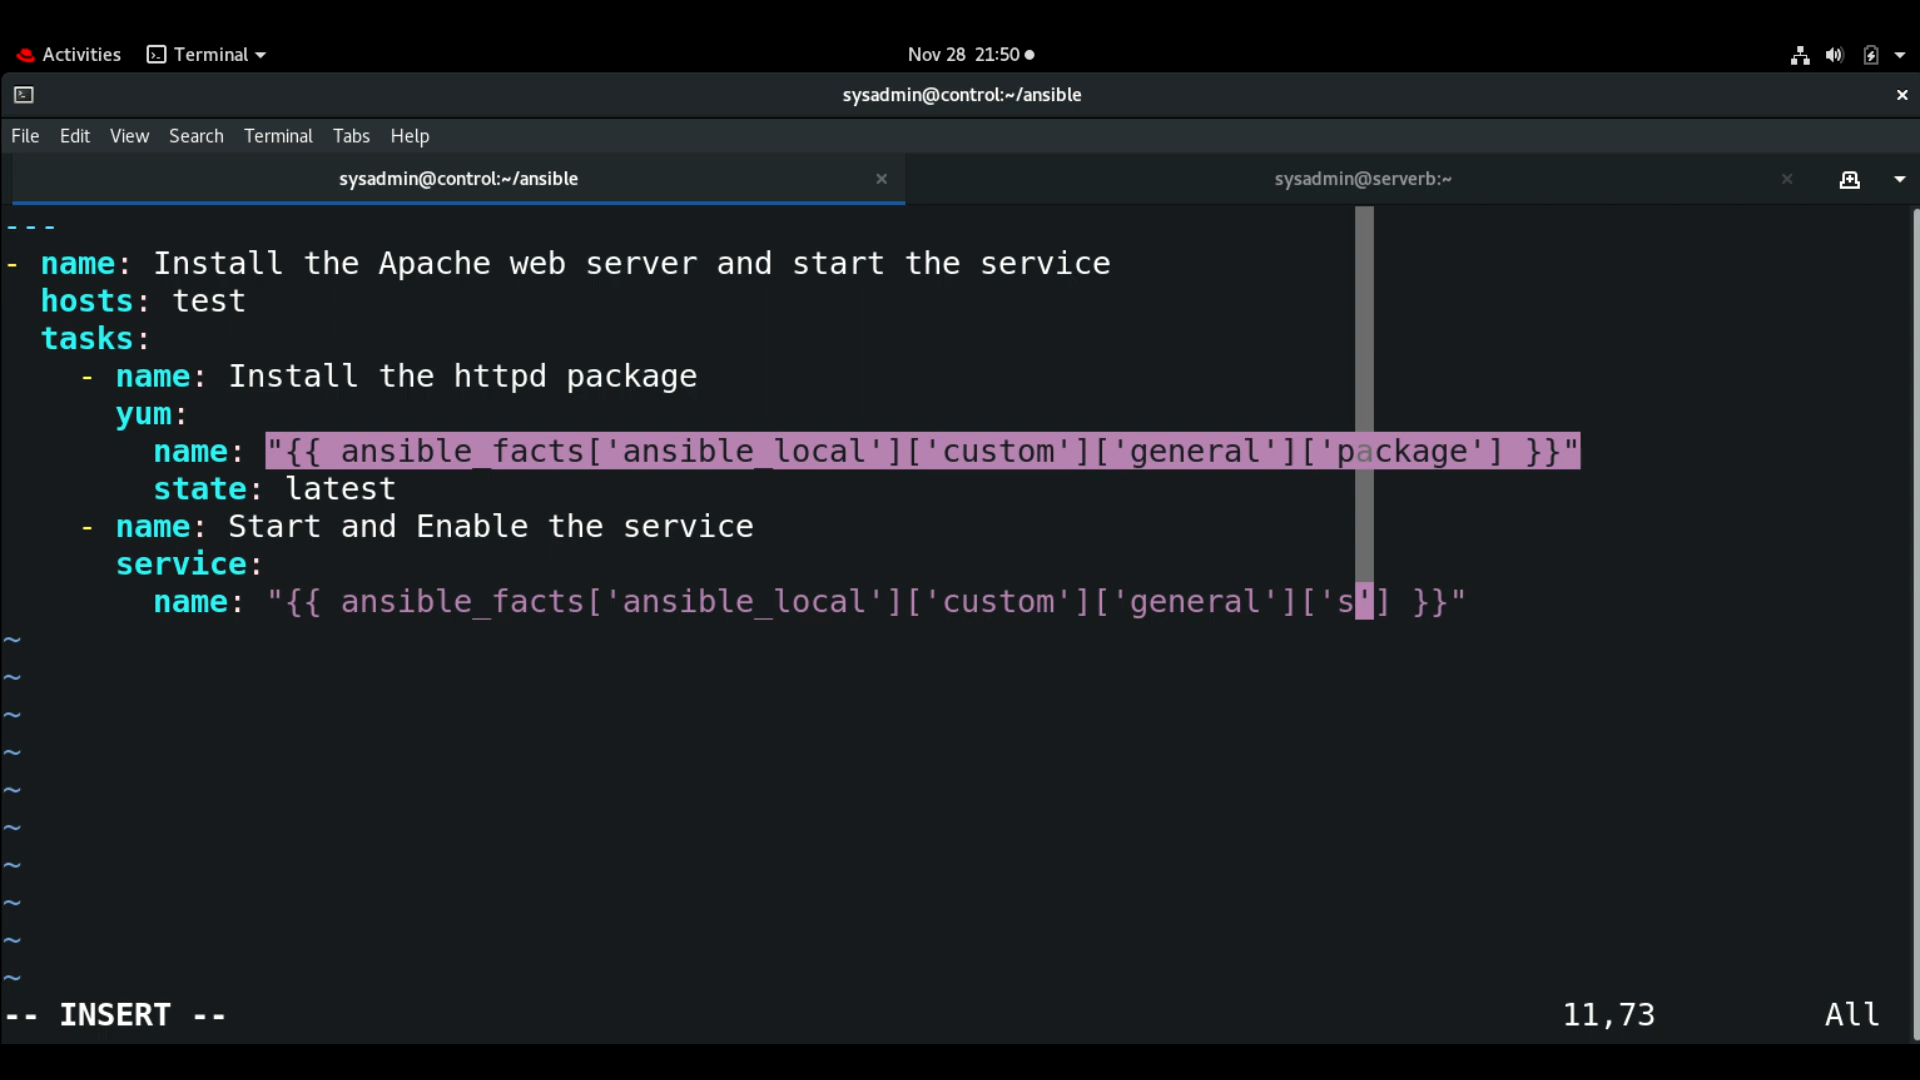 Activities Terminal Nov 28 21:50
sysadmin@control:~/ansible
File Edit View Search Terminal Tabs Help
sysadmin@control:~/ansible sysadmin@serverb:~
---
- name: Install the Apache web server and start the service
  hosts: test
  tasks:
    - name: Install the httpd package
      yum:
        name: "{{ ansible_facts['ansible_local']['custom']['general']['package'] }}"
        state: latest
    - name: Start and Enable the service
      service:
        name: "{{ ansible_facts['ansible_local']['custom']['general']['s'] }}"
~
~
~
~
~
~
~
~
~
~
-- INSERT -- 11,73 All